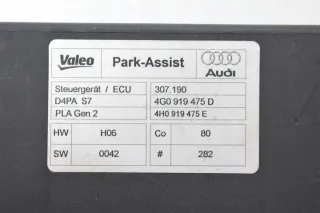 Valeo Park-Assist Audi
Steuergerät / ECU 307.190
D4PA S7 4G0 919 475 D
PLA Gen 2 4H0 919 475 E
HW H06 Co 80
SW 0042 # 282